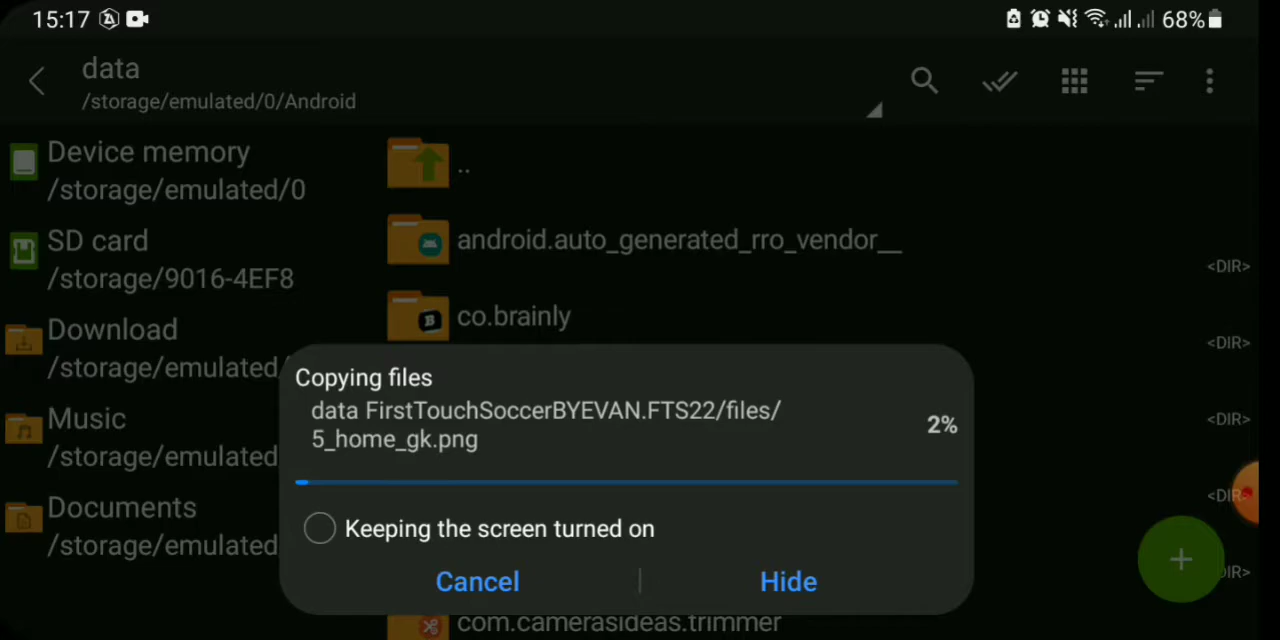 15:17
68%
data
/storage/emulated/0/Android
Device memory
/storage/emulated/0
SD card
/storage/9016-4EF8
Download
/storage/emulated/
Music
/storage/emulated
Documents
/storage/emulated
..
android.auto_generated_rro_vendor__
<DIR>
co.brainly
<DIR>
<DIR>
<DIR>
DIR>
com.camerasideas.trimmer
Copying files
data FirstTouchSoccerBYEVAN.FTS22/files/
5_home_gk.png
2%
Keeping the screen turned on
Cancel
Hide